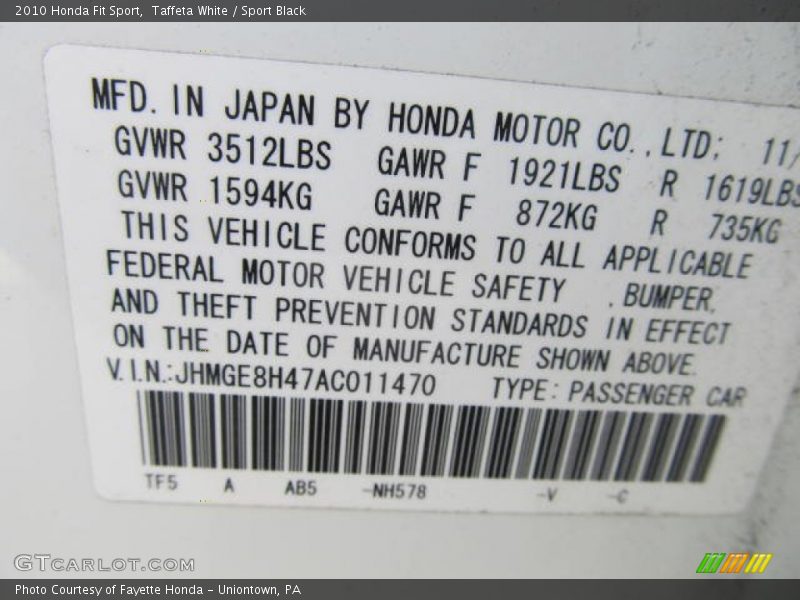 2010 Honda Fit Sport,  Taffeta White / Sport Black
MFD. IN JAPAN BY HONDA MOTOR CO.,LTD; 11/
GVWR 3512LBS GAWR F 1921LBS R 1619LBS
GVWR 1594KG GAWR F 872KG R 735KG
THIS VEHICLE CONFORMS TO ALL APPLICABLE
FEDERAL MOTOR VEHICLE SAFETY , BUMPER,
AND THEFT PREVENTION STANDARDS IN EFFECT
ON THE DATE OF MANUFACTURE SHOWN ABOVE.
V.I.N.:JHMGE8H47AC011470 TYPE: PASSENGER CAR
TF5 A AB5 -NH578 -V -C
GTCARLOT.COM
Photo Courtesy of Fayette Honda - Uniontown, PA